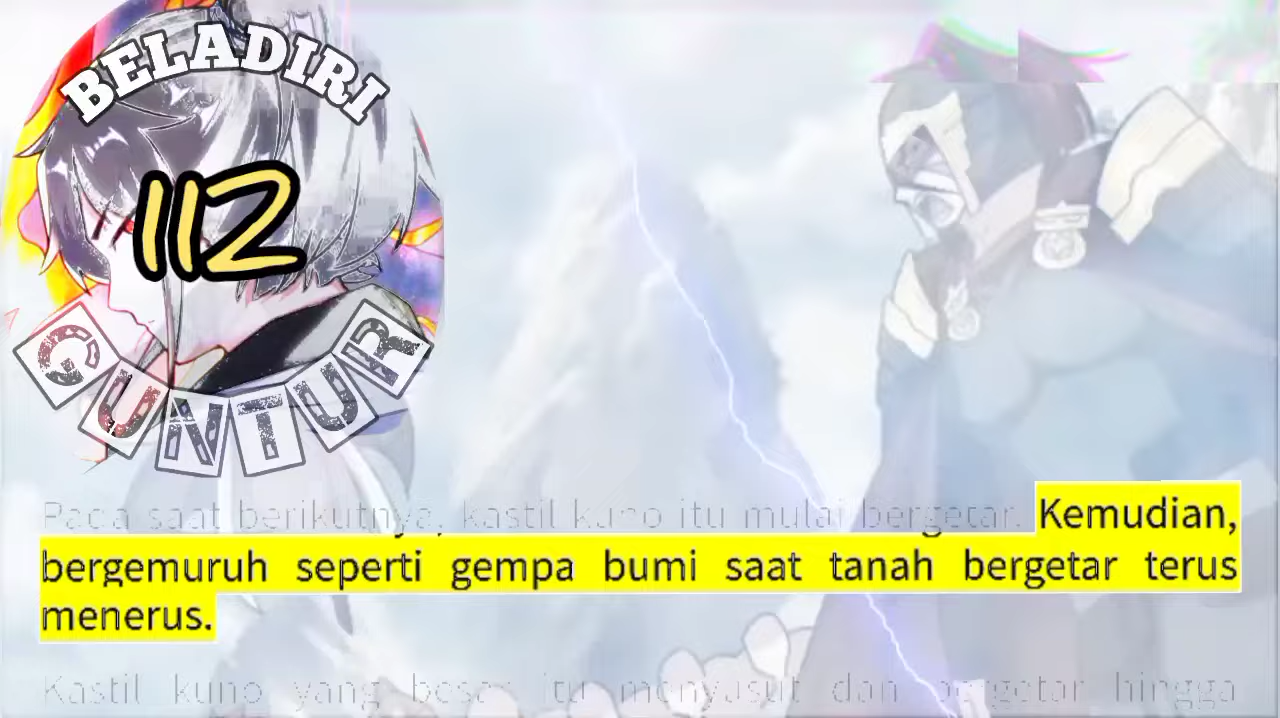 BELADIRI
112
GUNTUR
Pada saat berikutnya, kastil kuno itu mulai bergetar. Kemudian,
bergemuruh seperti gempa bumi saat tanah bergetar terus
menerus.
Kastil kuno yang besar itu menyusut dan bergetar hingga